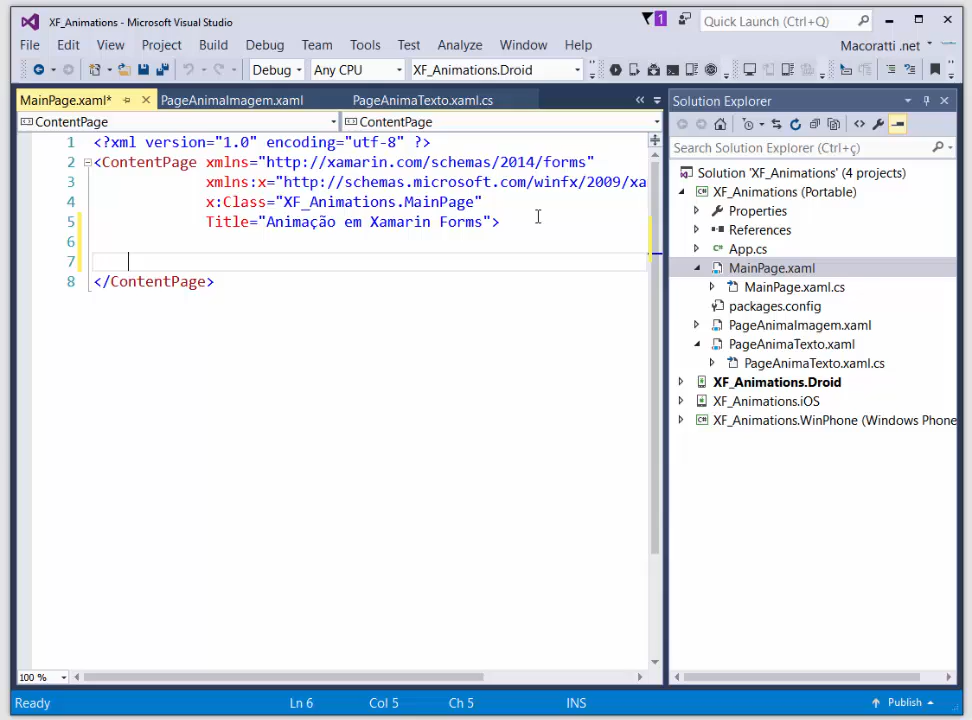 XF_Animations - Microsoft Visual Studio
1
Quick Launch (Ctrl+Q)
File Edit View Project Build Debug Team Tools Test Analyze Window Help
Macoratti .net
Debug Any CPU XF_Animations.Droid
MainPage.xaml* PageAnimaImagem.xaml PageAnimaTexto.xaml.cs
ContentPage ContentPage
1 <?xml version="1.0" encoding="utf-8" ?>
2 <ContentPage xmlns="http://xamarin.com/schemas/2014/forms"
3 xmlns:x="http://schemas.microsoft.com/winfx/2009/xa
4 x:Class="XF_Animations.MainPage"
5 Title="Animação em Xamarin Forms">
6
7
8 </ContentPage>
100 %
Solution Explorer
Search Solution Explorer (Ctrl+ç)
Solution 'XF_Animations' (4 projects)
XF_Animations (Portable)
Properties
References
C# App.cs
MainPage.xaml
MainPage.xaml.cs
packages.config
PageAnimaImagem.xaml
PageAnimaTexto.xaml
PageAnimaTexto.xaml.cs
XF_Animations.Droid
XF_Animations.iOS
C# XF_Animations.WinPhone (Windows Phone
Ready Ln 6 Col 5 Ch 5 INS Publish